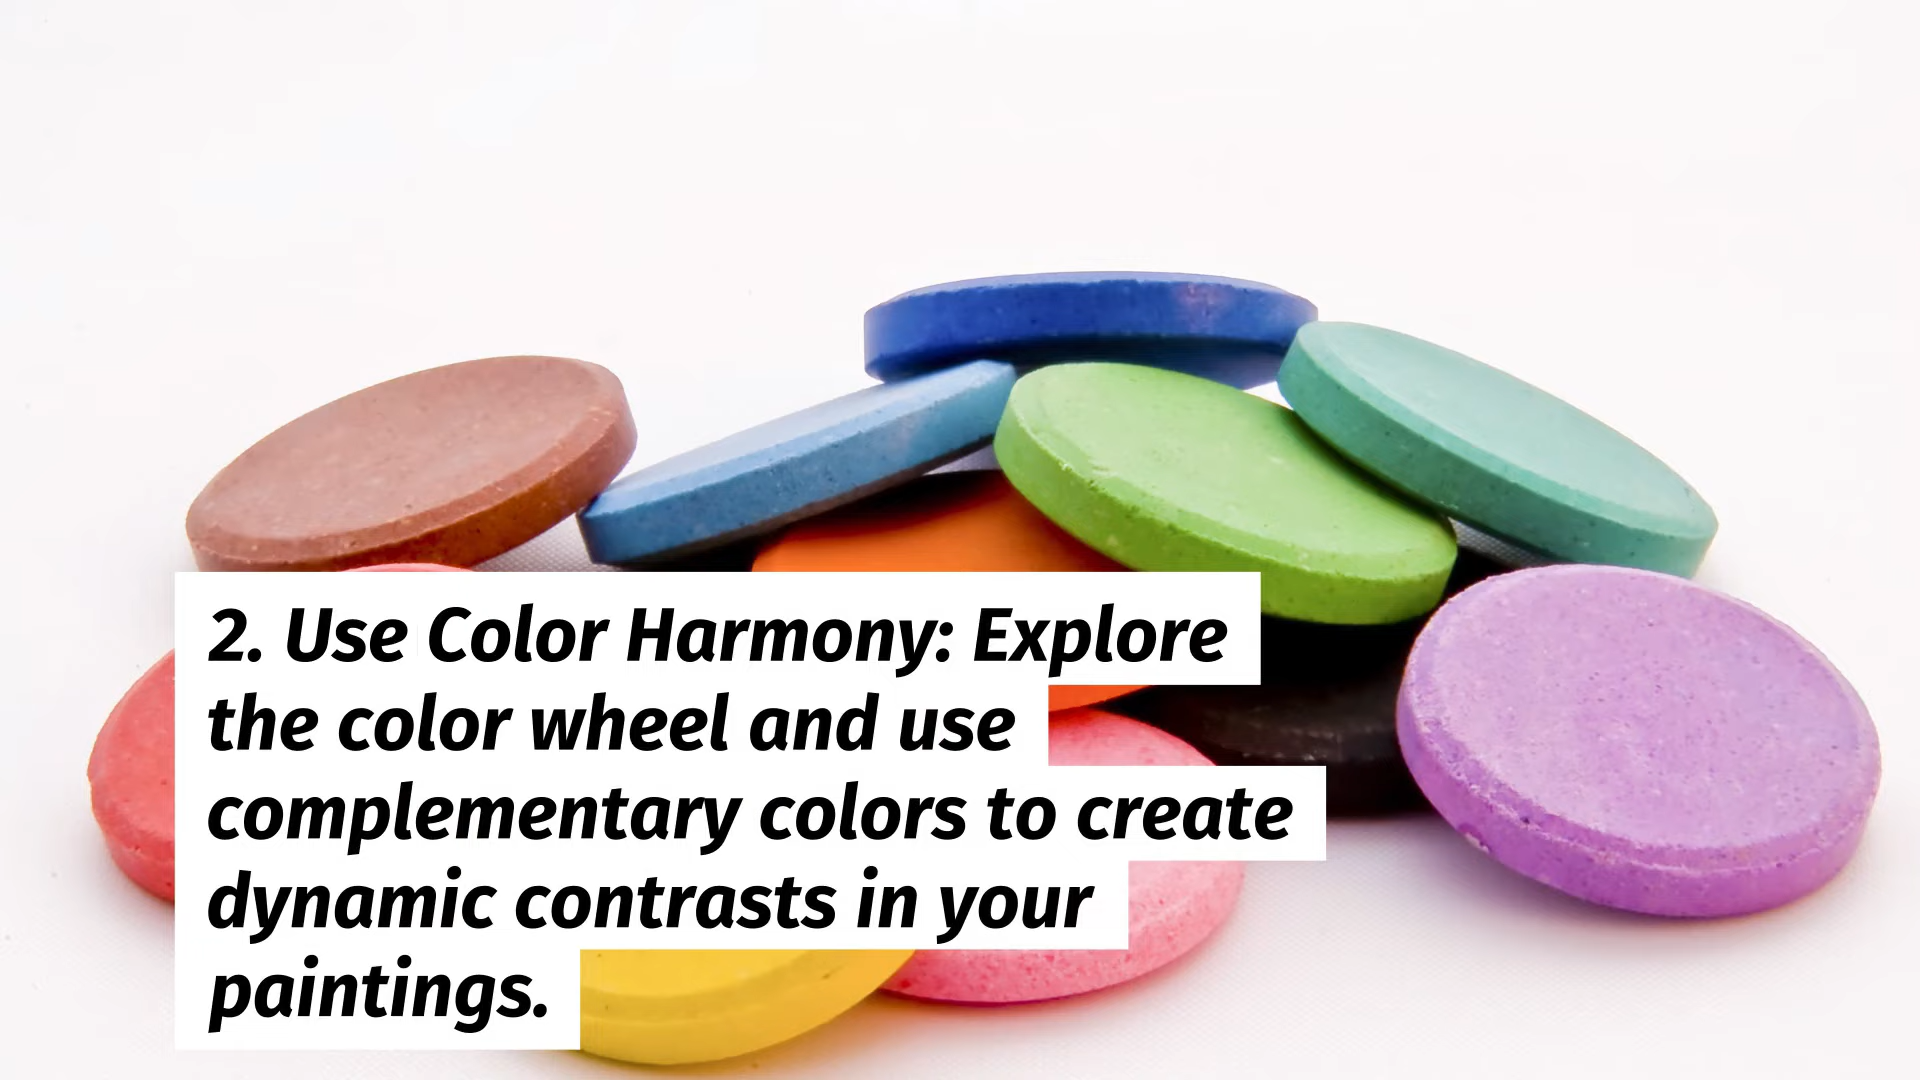 2. Use Color Harmony: Explore
the color wheel and use
complementary colors to create
dynamic contrasts in your
paintings.